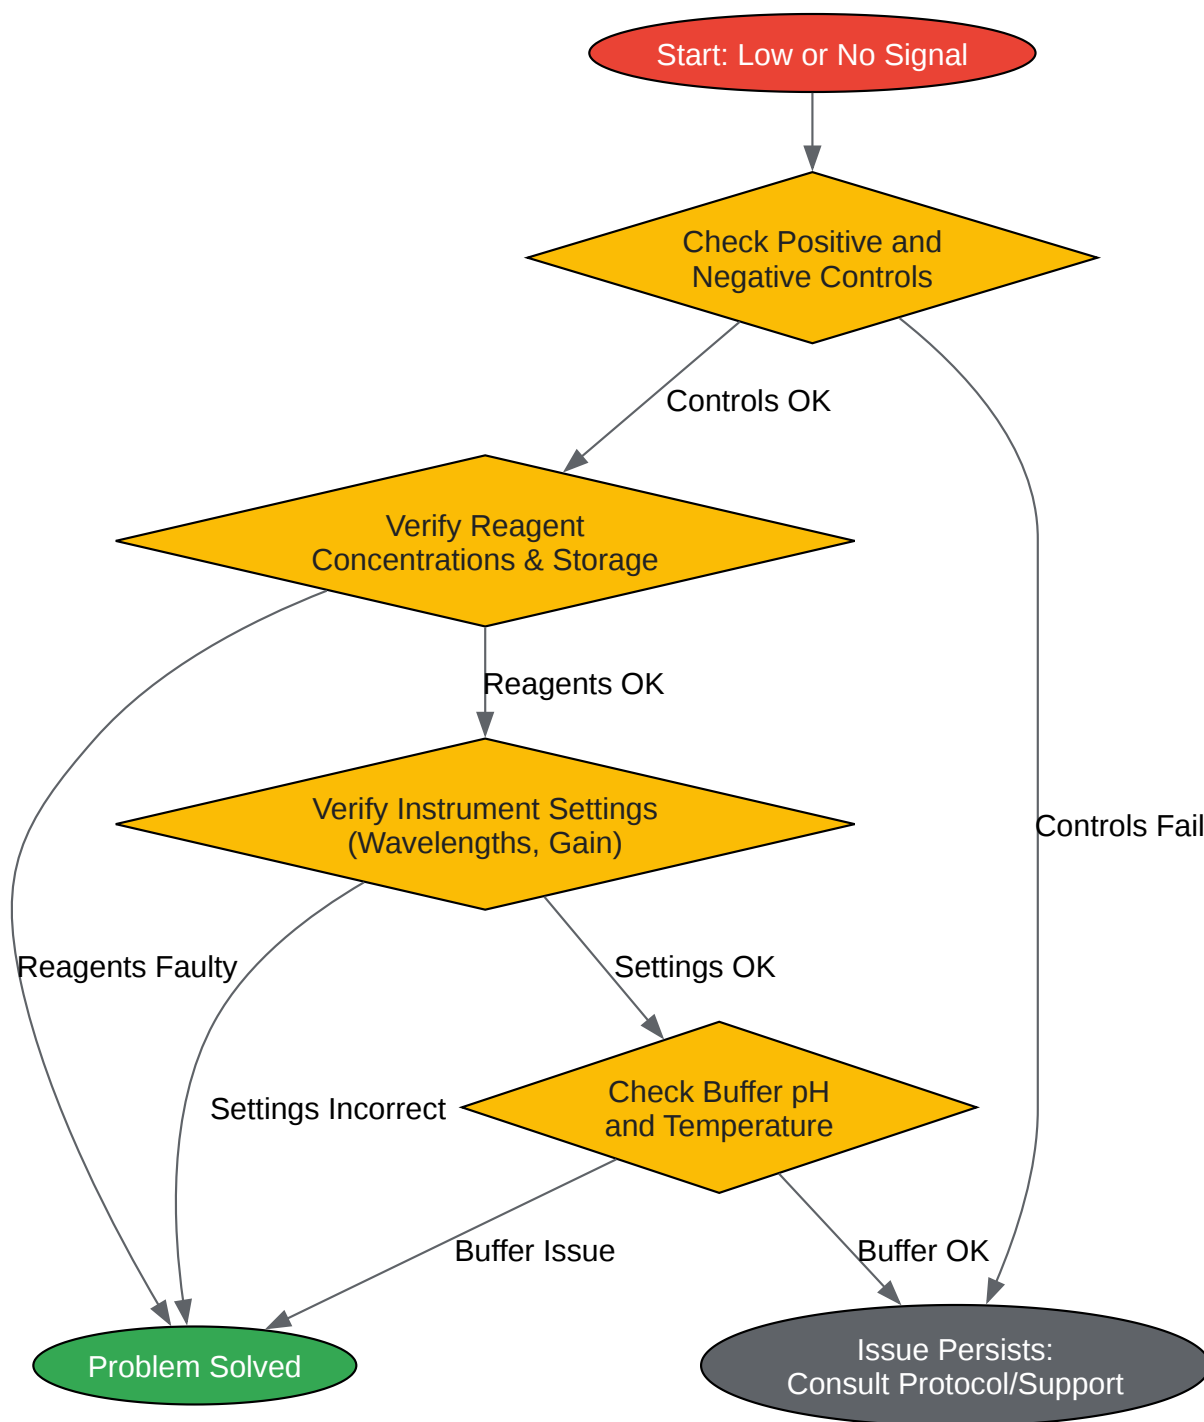 Start: Low or No Signal
Check Positive and
Negative Controls
Controls OK
Verify Reagent
Concentrations & Storage
Reagents OK
Verify Instrument Settings
(Wavelengths, Gain)
Controls Fail
Reagents Faulty
Settings OK
Check Buffer pH
and Temperature
Settings Incorrect
Buffer Issue
Buffer OK
Problem Solved
Issue Persists:
Consult Protocol/Support